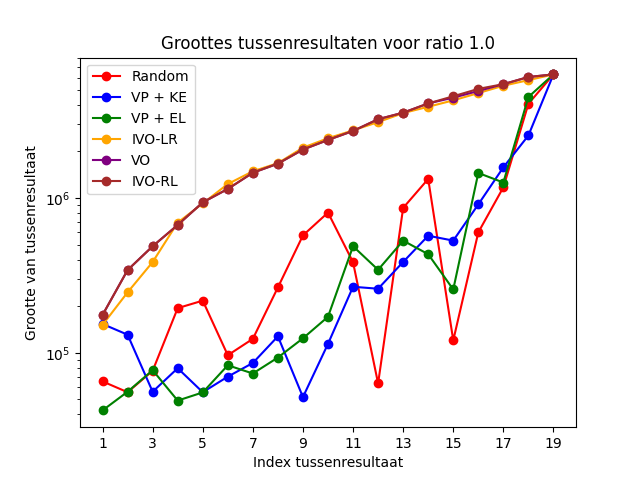 Groottes tussenresultaten voor ratio 1.0
Random
VP + KE
VP + EL
IVO-LR
VO
IVO-RL
Grootte van tussenresultaat
10^6
10^5
1 3 5 7 9 11 13 15 17 19
Index tussenresultaat